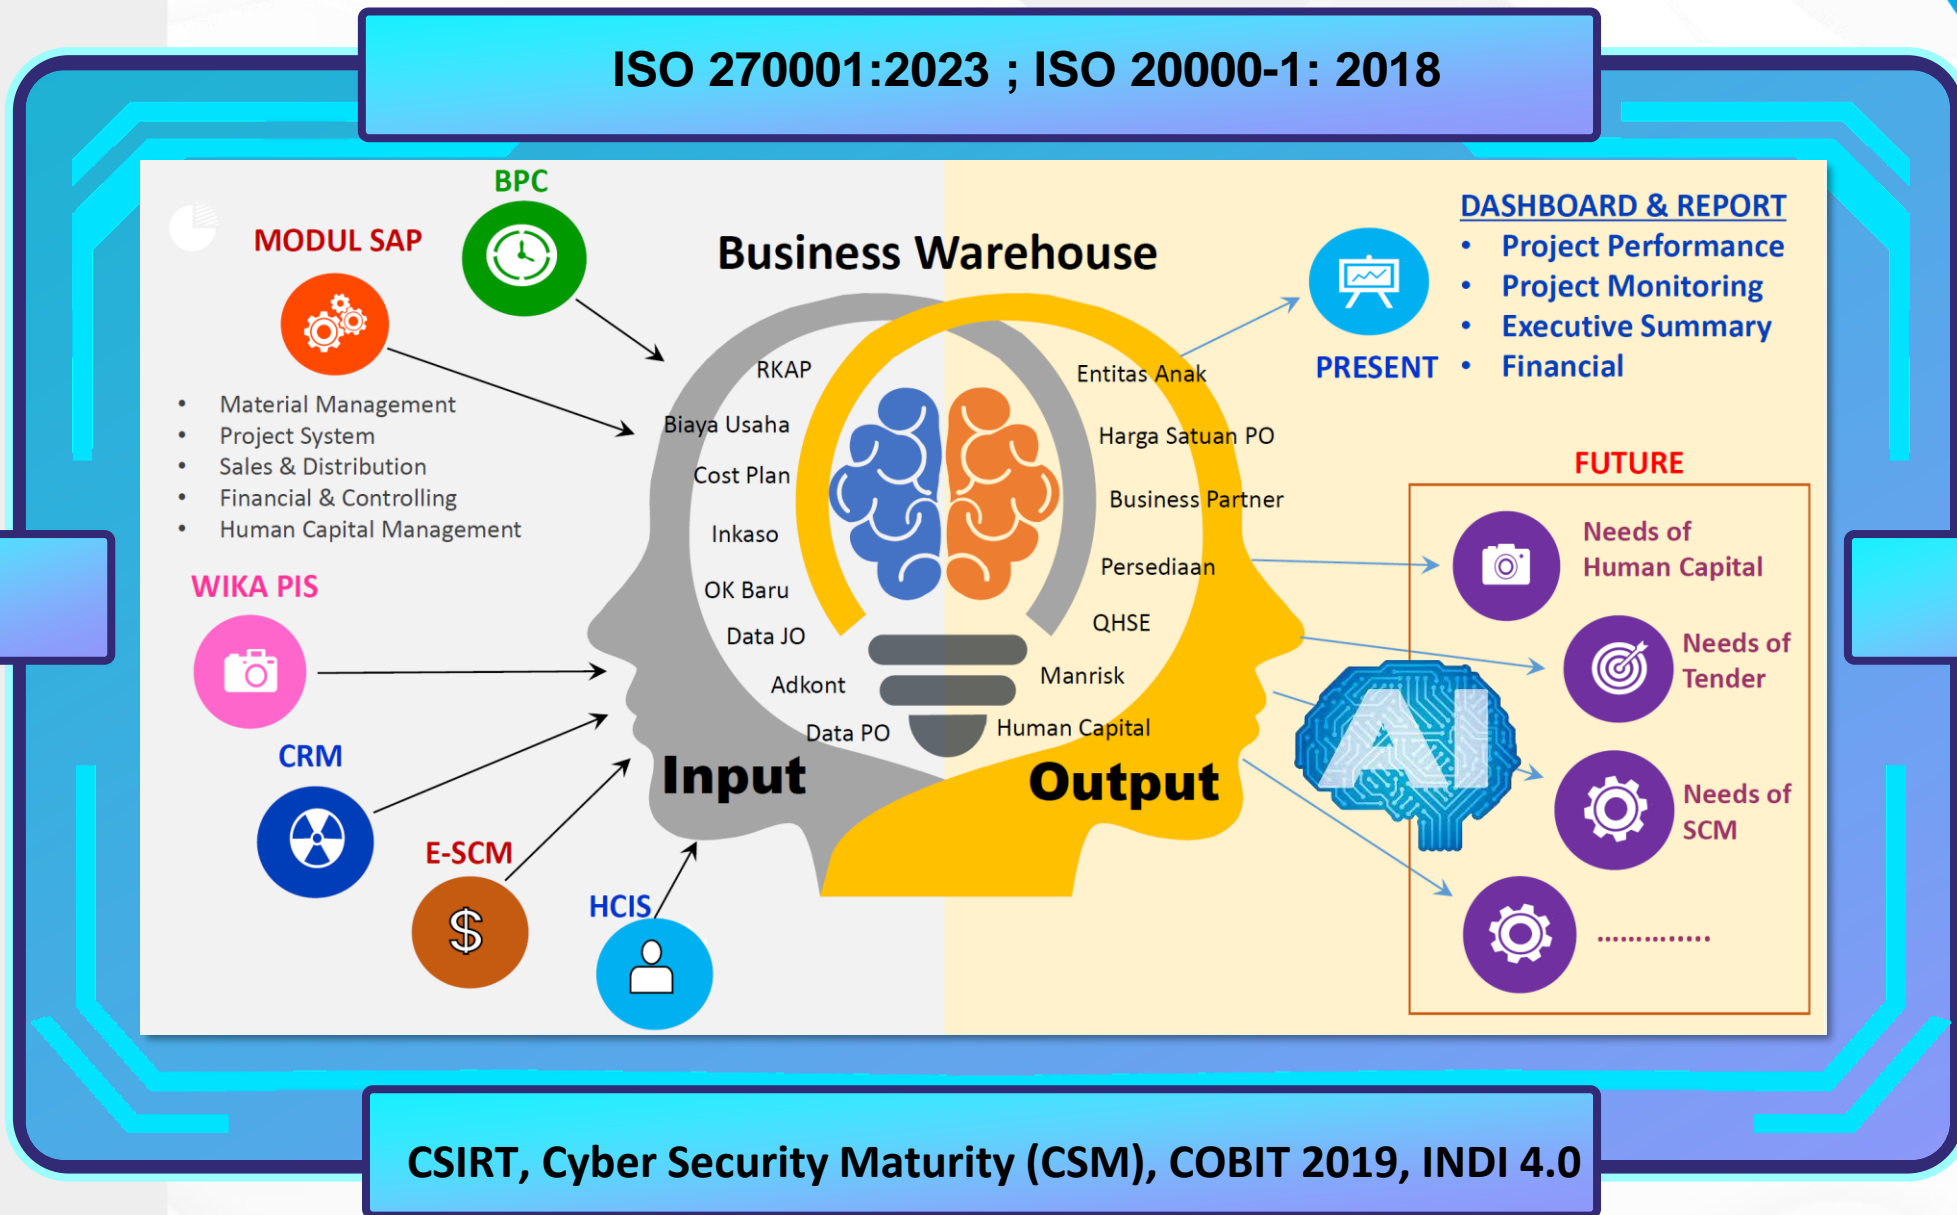 ISO 270001:2023 ; ISO 20000-1: 2018
BPC
MODUL SAP
• Material Management
• Project System
• Sales & Distribution
• Financial & Controlling
• Human Capital Management
WIKA PIS
CRM
E-SCM
HCIS
Business Warehouse
RKAP
Biaya Usaha
Cost Plan
Inkaso
OK Baru
Data JO
Adkont
Data PO
Input
Entitas Anak
Harga Satuan PO
Business Partner
Persediaan
QHSE
Manrisk
Human Capital
Output
PRESENT
DASHBOARD & REPORT
• Project Performance
• Project Monitoring
• Executive Summary
• Financial
FUTURE
Needs of
Human Capital
Needs of
Tender
AI
Needs of
SCM
..............
CSIRT, Cyber Security Maturity (CSM), COBIT 2019, INDI 4.0